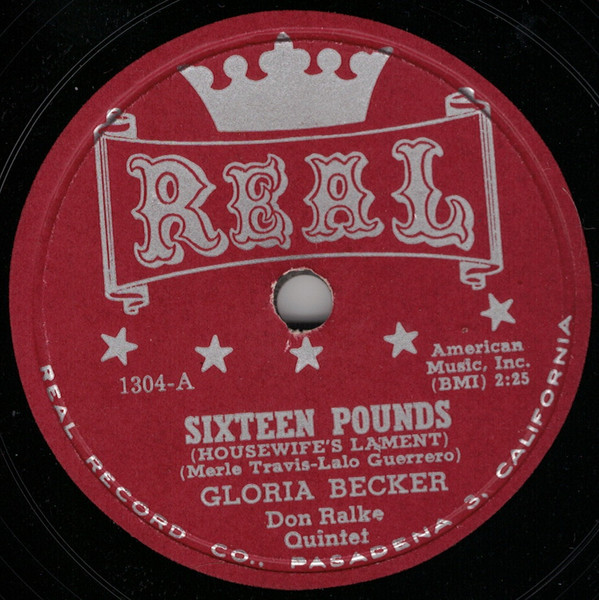 REAL
1304-A
American
Music, Inc.
(BMI) 2:25
SIXTEEN POUNDS
(HOUSEWIFE'S LAMENT)
(Merle Travis-Lalo Guerrero)
GLORIA BECKER
Don Ralke
Quintet
REAL RECORD CO., PASADENA 3, CALIFORNIA